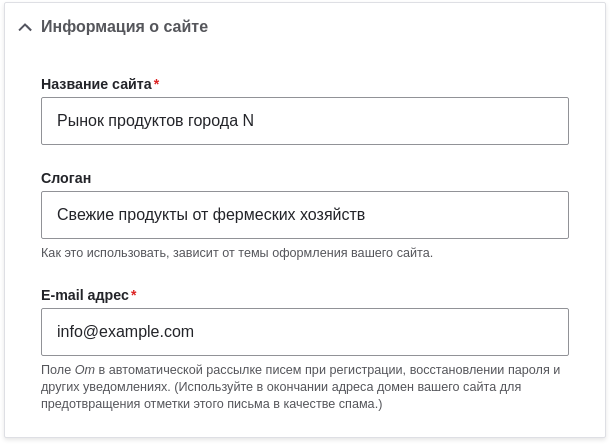 Информация о сайте
Название сайта*
Рынок продуктов города N
Слоган
Свежие продукты от фермеских хозяйств
Как это использовать, зависит от темы оформления вашего сайта.
E-mail адрес*
info@example.com
Поле От в автоматической рассылке писем при регистрации, восстановлении пароля и
других уведомлениях. (Используйте в окончании адреса домен вашего сайта для
предотвращения отметки этого письма в качестве спама.)